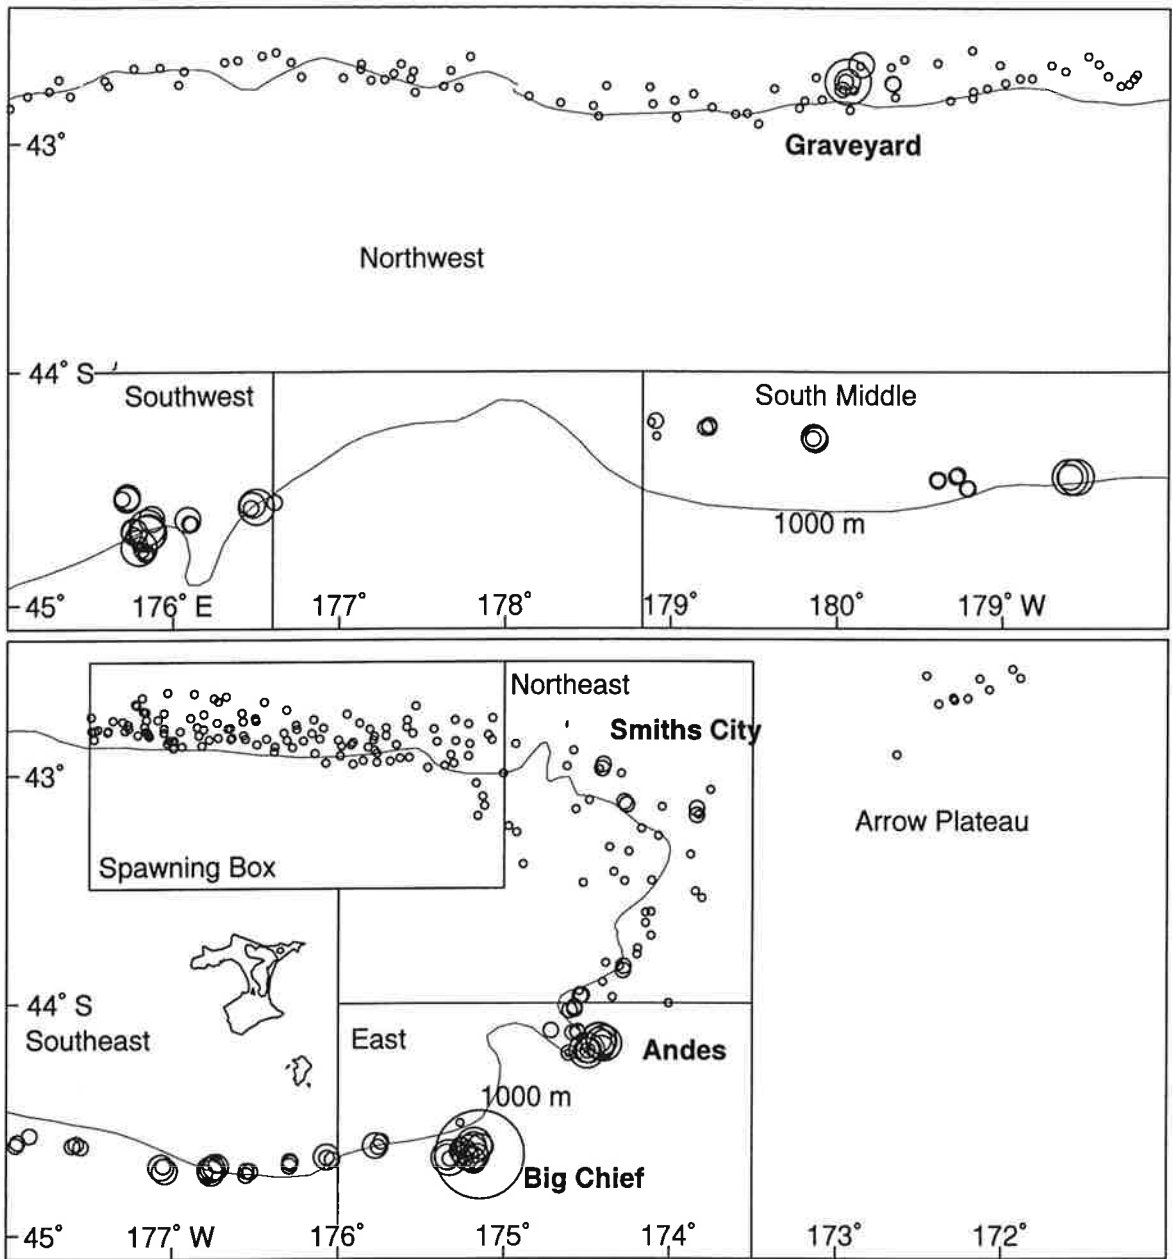 43°
Graveyard
Northwest
44° S
Southwest
South Middle
1000 m
45°
176° E
177°
178°
179°
180°
179° W
Northeast
Smiths City
43°
Arrow Plateau
Spawning Box
44° S
Southeast
East
Andes
1000 m
Big Chief
45°
177° W
176°
175°
174°
173°
172°